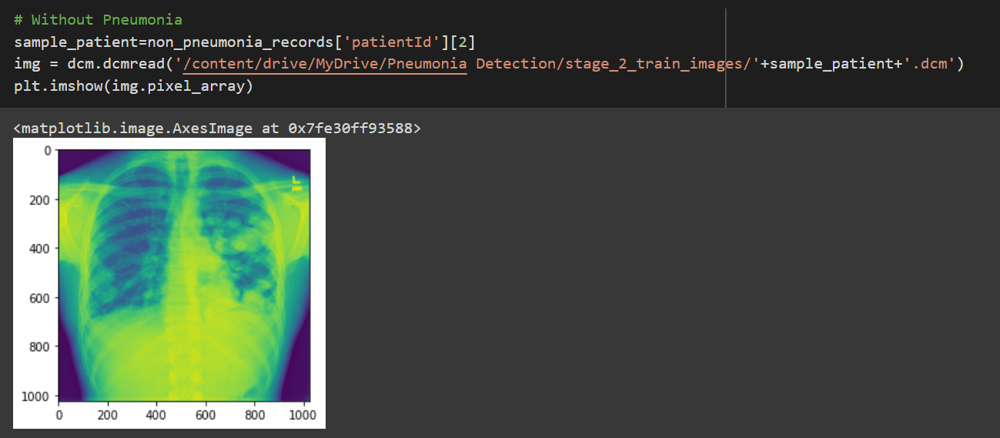 # Without Pneumonia
sample_patient=non_pneumonia_records['patientId'][2]
img = dcm.dcmread('/content/drive/MyDrive/Pneumonia Detection/stage_2_train_images/'+sample_patient+'.dcm')
plt.imshow(img.pixel_array)
<matplotlib.image.AxesImage at 0x7fe30ff93588>
0
L
MM
200
400
600
800
1000
0 200 400 600 800 1000